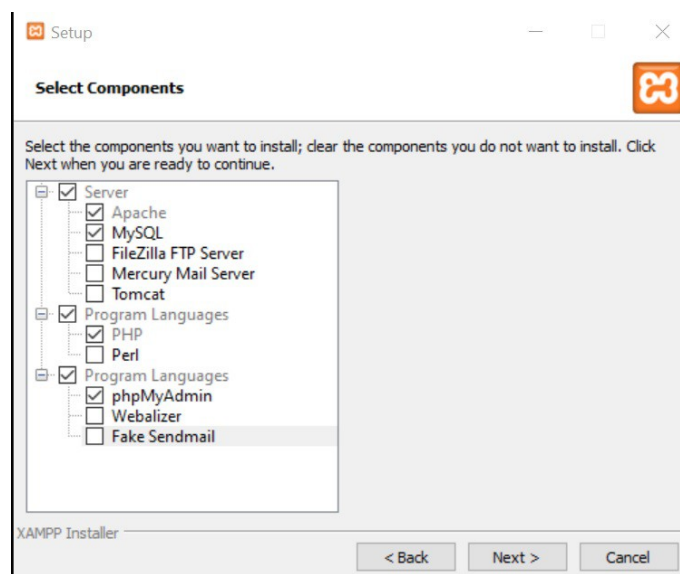 Setup
Select Components
Select the components you want to install; clear the components you do not want to install. Click
Next when you are ready to continue.
Server
Apache
MySQL
FileZilla FTP Server
Mercury Mail Server
Tomcat
Program Languages
PHP
Perl
Program Languages
phpMyAdmin
Webalizer
Fake Sendmail
XAMPP Installer
< Back Next > Cancel